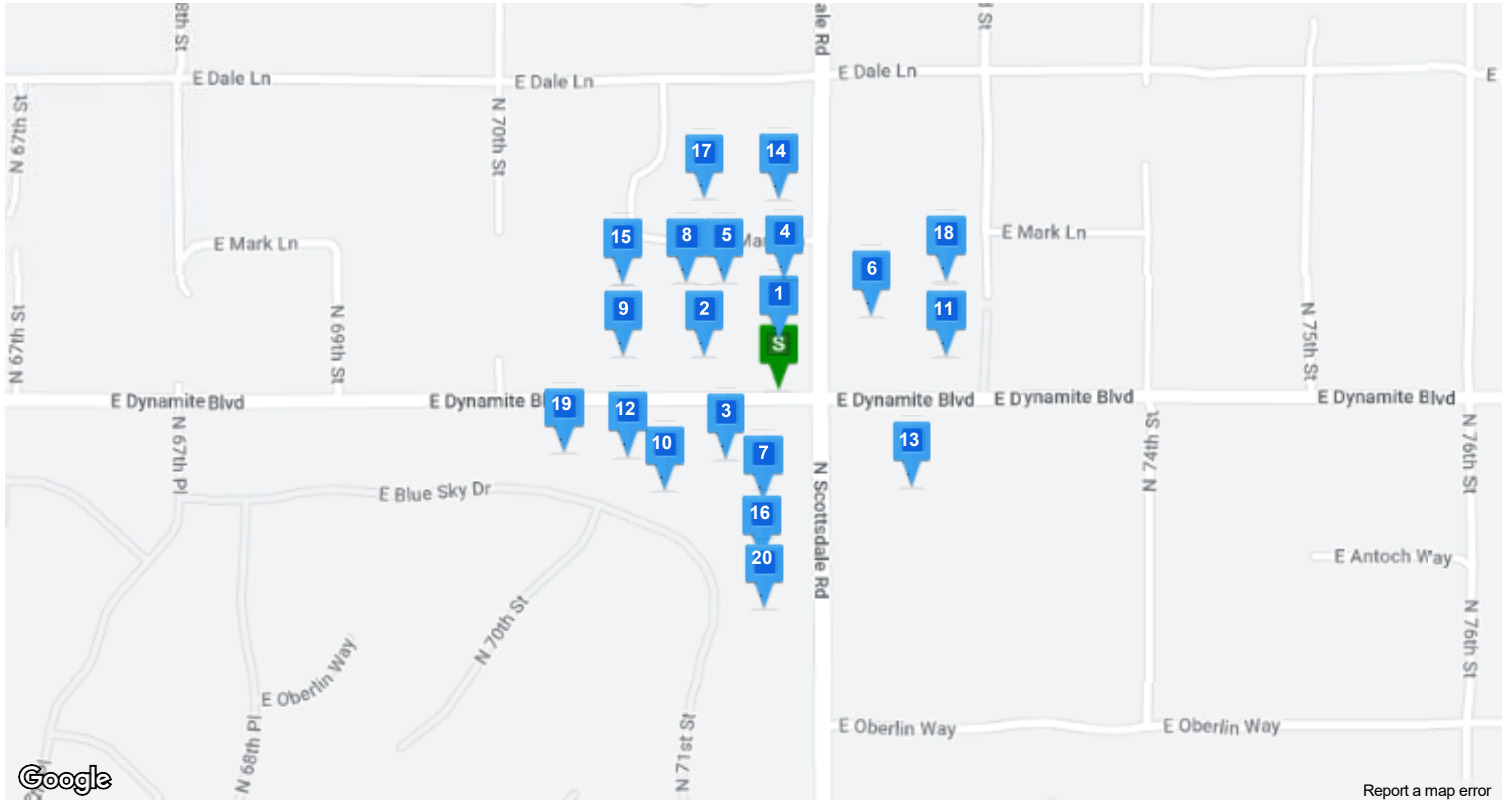 8th St
ale Rd
d St
E Dale Ln
E Dale Ln
E Dale Ln
E
N 67th St
N 70th St
17
14
15
8
5
4
18
E Mark Ln
E Mark Ln
6
1
9
2
11
N 67th St
N 69th St
S
N 75th St
E Dynamite Blvd
E Dynamite Bl
E Dynamite Blvd
E Dynamite Blvd
E Dynamite Blvd
19
12
3
10
7
13
N 67th Pl
N 74th St
N 76th St
E Blue Sky Dr
16
N Scottsdale Rd
20
E Antoch Way
N 70th St
N 76th St
E Oberlin Way
N 68th Pl
N 71st St
E Oberlin Way
E Oberlin Way
Google
Report a map error